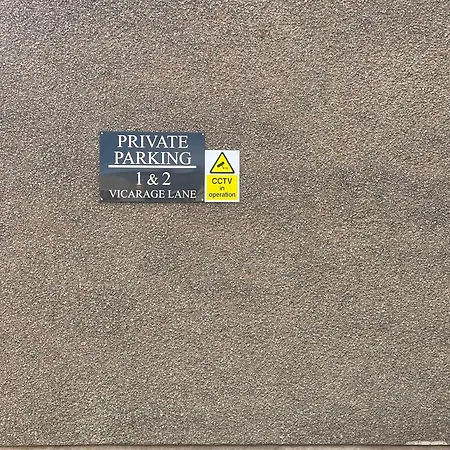 PRIVATE
PARKING
1 & 2
VICARAGE LANE
CCTV
in
operation